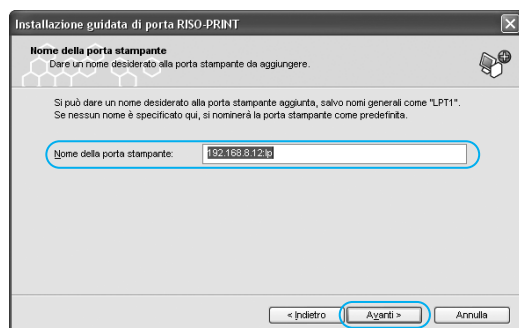 Installazione guidata di porta RISO-PRINT
Nome della porta stampante
Dare un nome desiderato alla porta stampante da aggiungere.
Si può dare un nome desiderato alla porta stampante aggiunta, salvo nomi generali come "LPT1".
Se nessun nome è specificato qui, si nominerà la porta stampante come predefinita.
Nome della porta stampante: 192.168.8.12:lp
< Indietro Avanti > Annulla